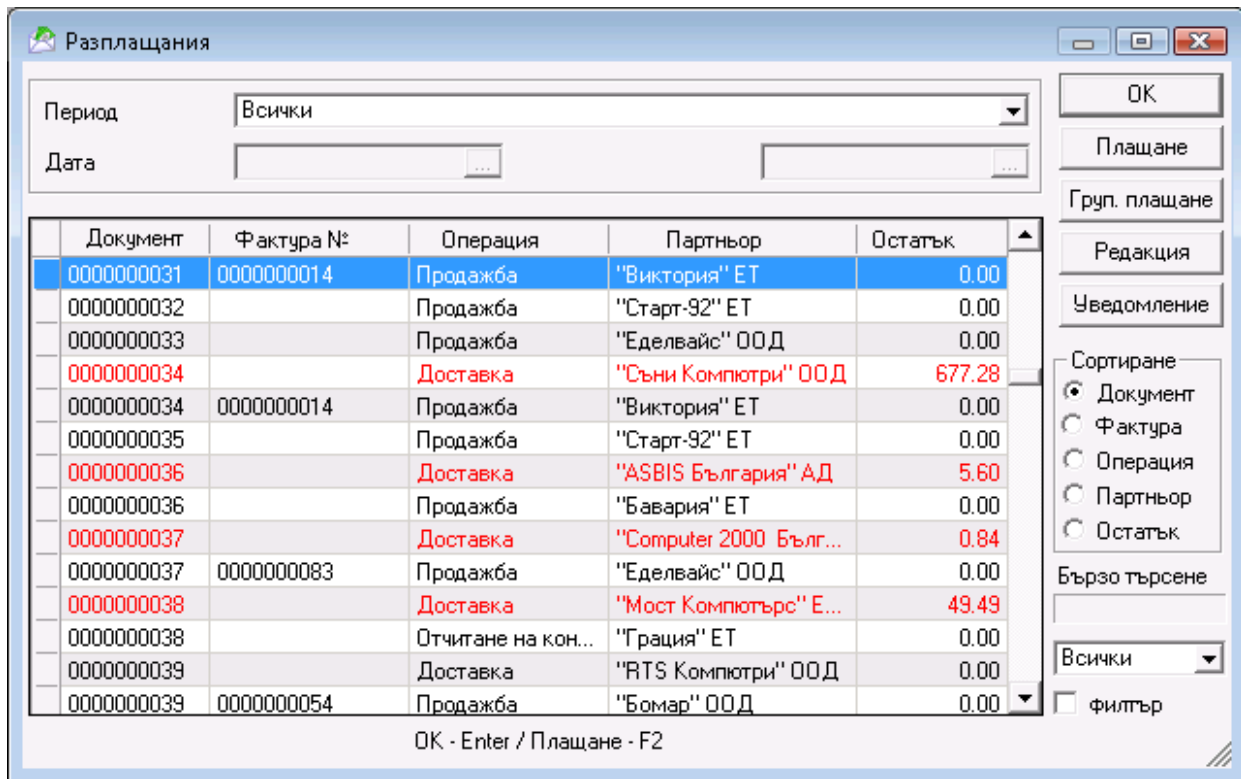 Разплащания
Период Всички
Дата ... ...
Документ Фактура № Операция Партньор Остатък
0000000031 0000000014 Продажба "Виктория" ЕТ 0.00
0000000032 Продажба "Старт-92" ЕТ 0.00
0000000033 Продажба "Еделвайс" ООД 0.00
0000000034 Доставка "Съни Компютри" ООД 677.28
0000000034 0000000014 Продажба "Виктория" ЕТ 0.00
0000000035 Продажба "Старт-92" ЕТ 0.00
0000000036 Доставка "ASBIS България" АД 5.60
0000000036 Продажба "Бавария" ЕТ 0.00
0000000037 Доставка "Computer 2000 Бълг... 0.84
0000000037 0000000083 Продажба "Еделвайс" ООД 0.00
0000000038 Доставка "Мост Компютърс" Е... 49.49
0000000038 Отчитане на кон... "Грация" ЕТ 0.00
0000000039 Доставка "RTS Компютри" ООД 0.00
0000000039 0000000054 Продажба "Бомар" ООД 0.00
OK - Enter / Плащане - F2
OK
Плащане
Груп. плащане
Редакция
Уведомление
Сортиране
Документ
Фактура
Операция
Партньор
Остатък
Бързо търсене
Всички
филтър